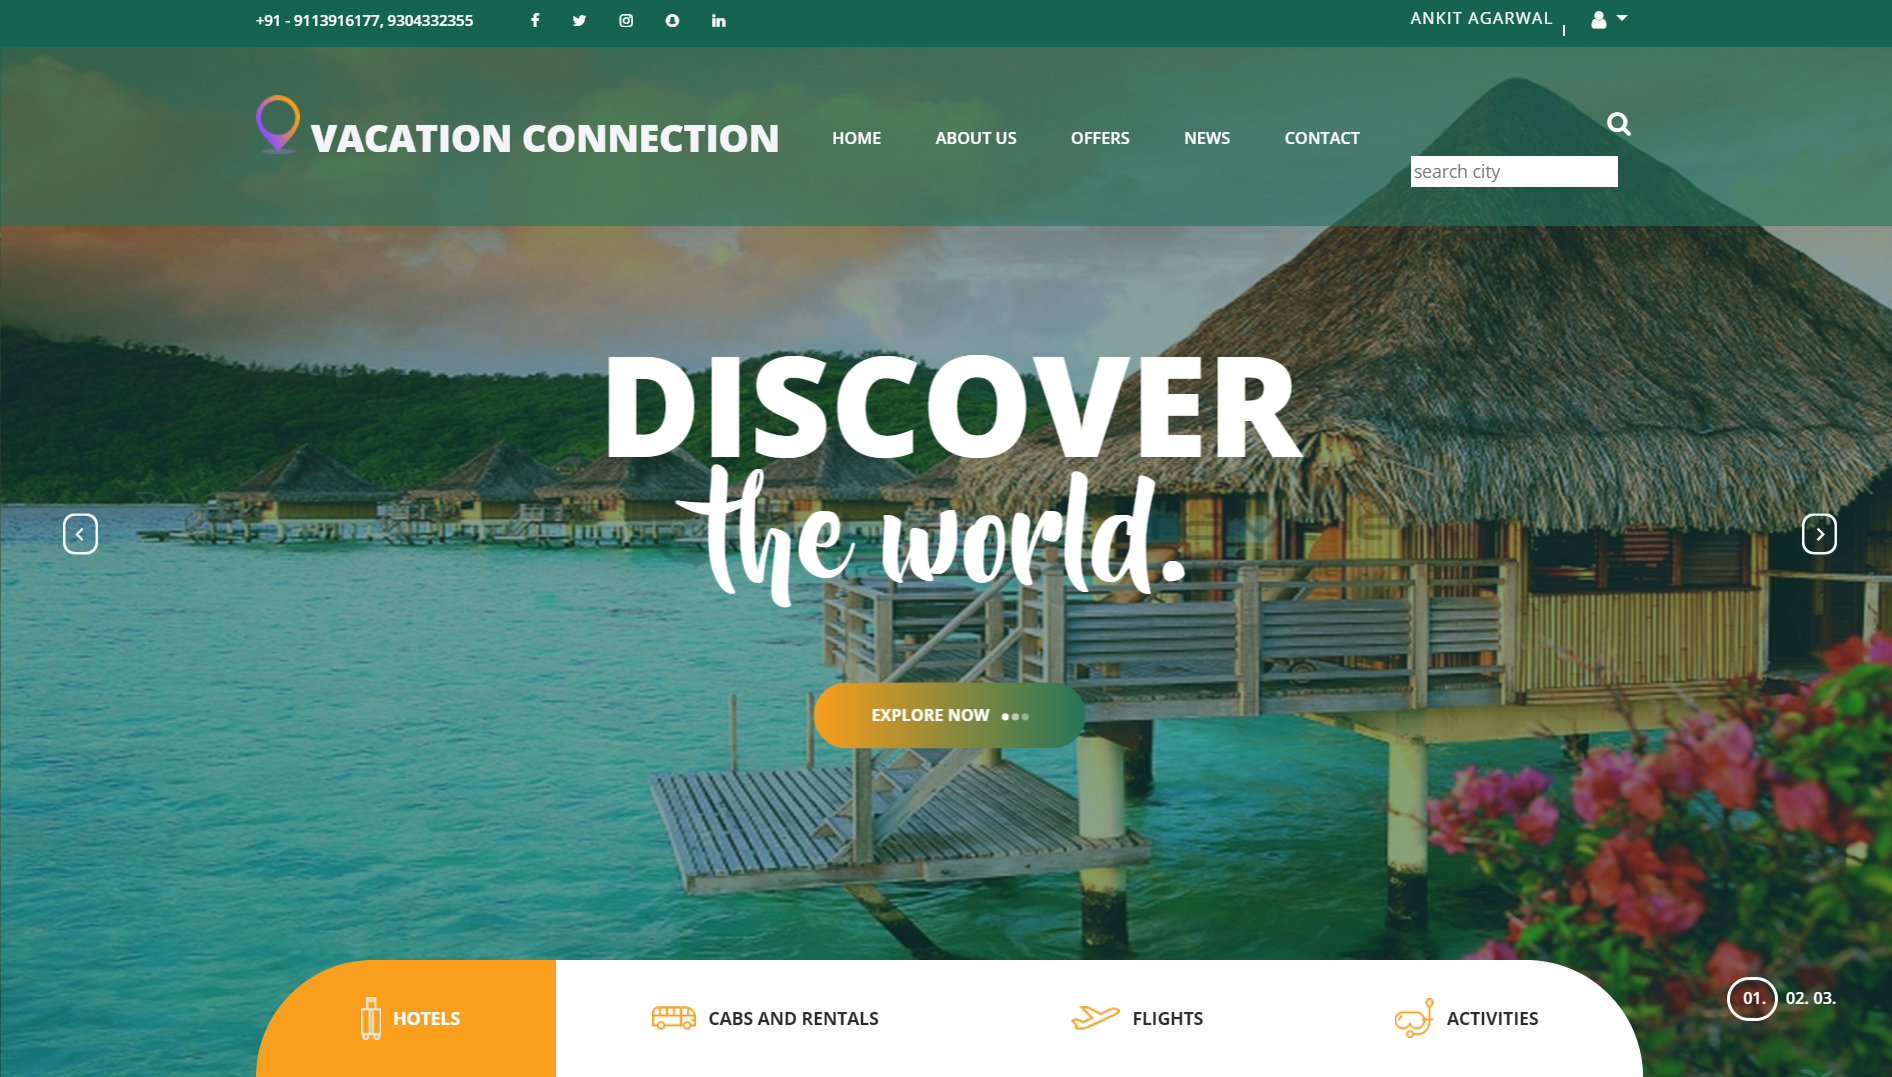 +91 - 9113916177, 9304332355
ANKIT AGARWAL
VACATION CONNECTION
HOME ABOUT US OFFERS NEWS CONTACT
search city
DISCOVER
the world.
EXPLORE NOW
HOTELS CABS AND RENTALS FLIGHTS ACTIVITIES
01. 02. 03.